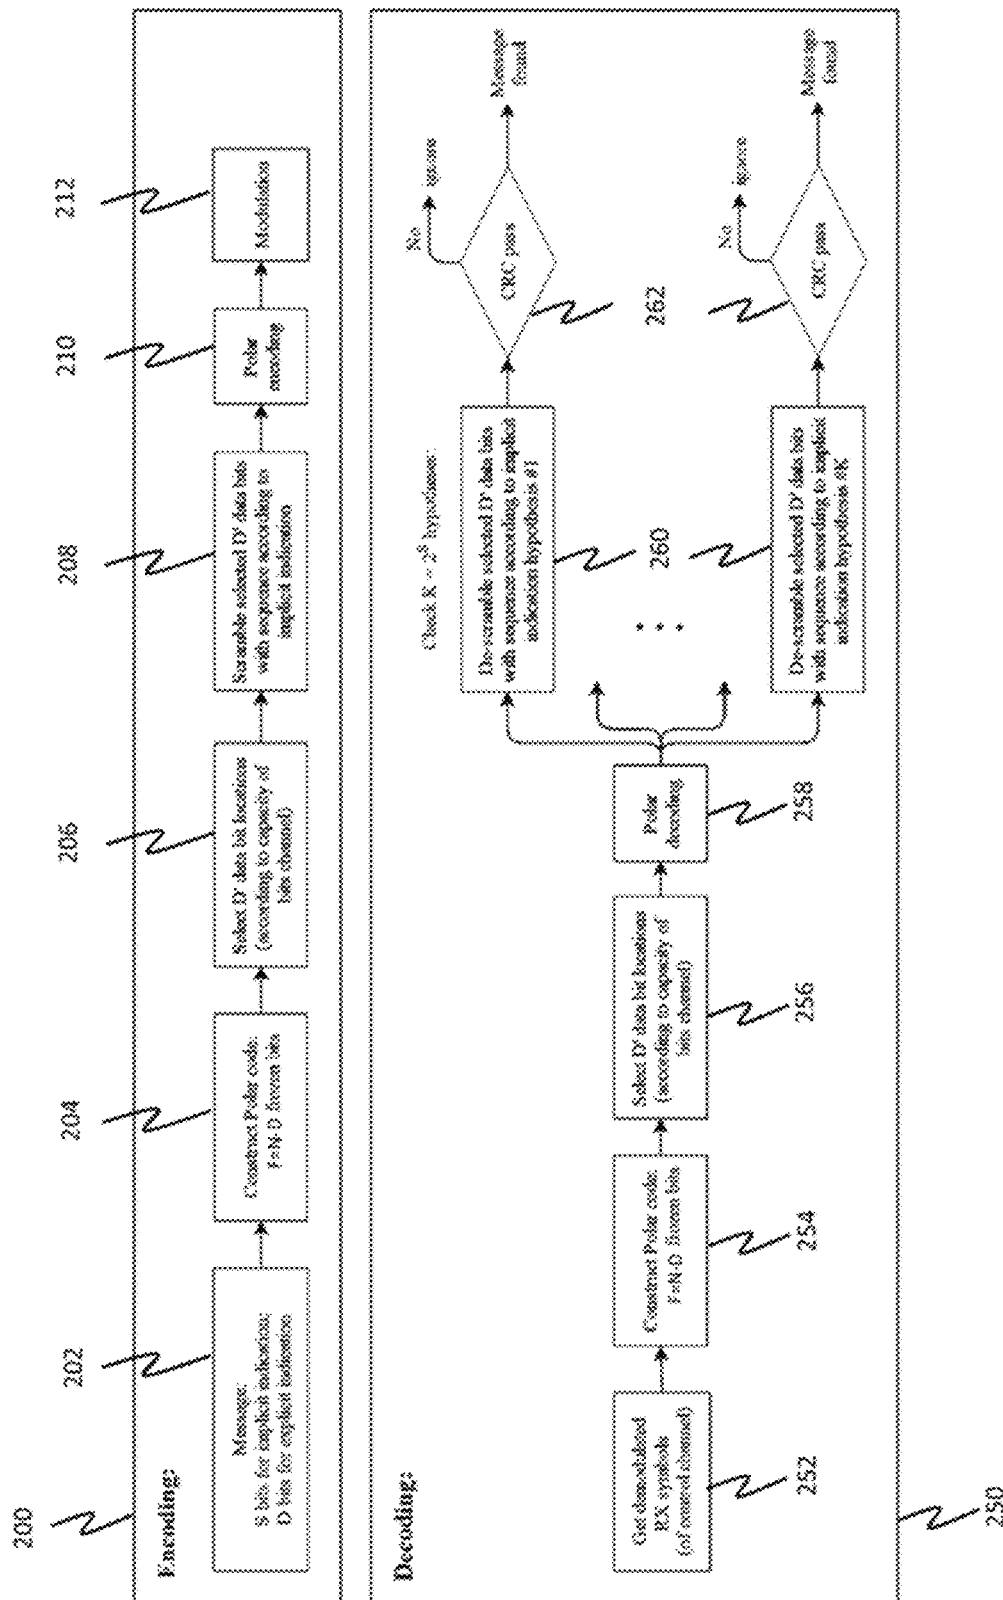 200
Encoding:
202
Message:
S bits for implicit indication;
D bits for explicit indication
204
Construct Polar code:
F=N-D frozen bits
206
Select D' data bit locations
(according to capacity of
bits channel)
208
Scramble selected D' data bits
with sequence according to
implicit indication
210
Polar
encoding
212
Modulation
Decoding:
250
Get demodulated
RX symbols
(of control channel)
252
Construct Polar code:
F=N-D frozen bits
254
Select D' data bit locations
(according to capacity of
bits channel)
256
Polar
decoding
258
Check K = 2^S hypotheses:
De-scramble selected D' data bits
with sequence according to implicit
indication hypothesis #1
260
. . .
De-scramble selected D' data bits
with sequence according to implicit
indication hypothesis #K
CRC pass
No
ignore
Message
found
262
CRC pass
No
ignore
Message
found